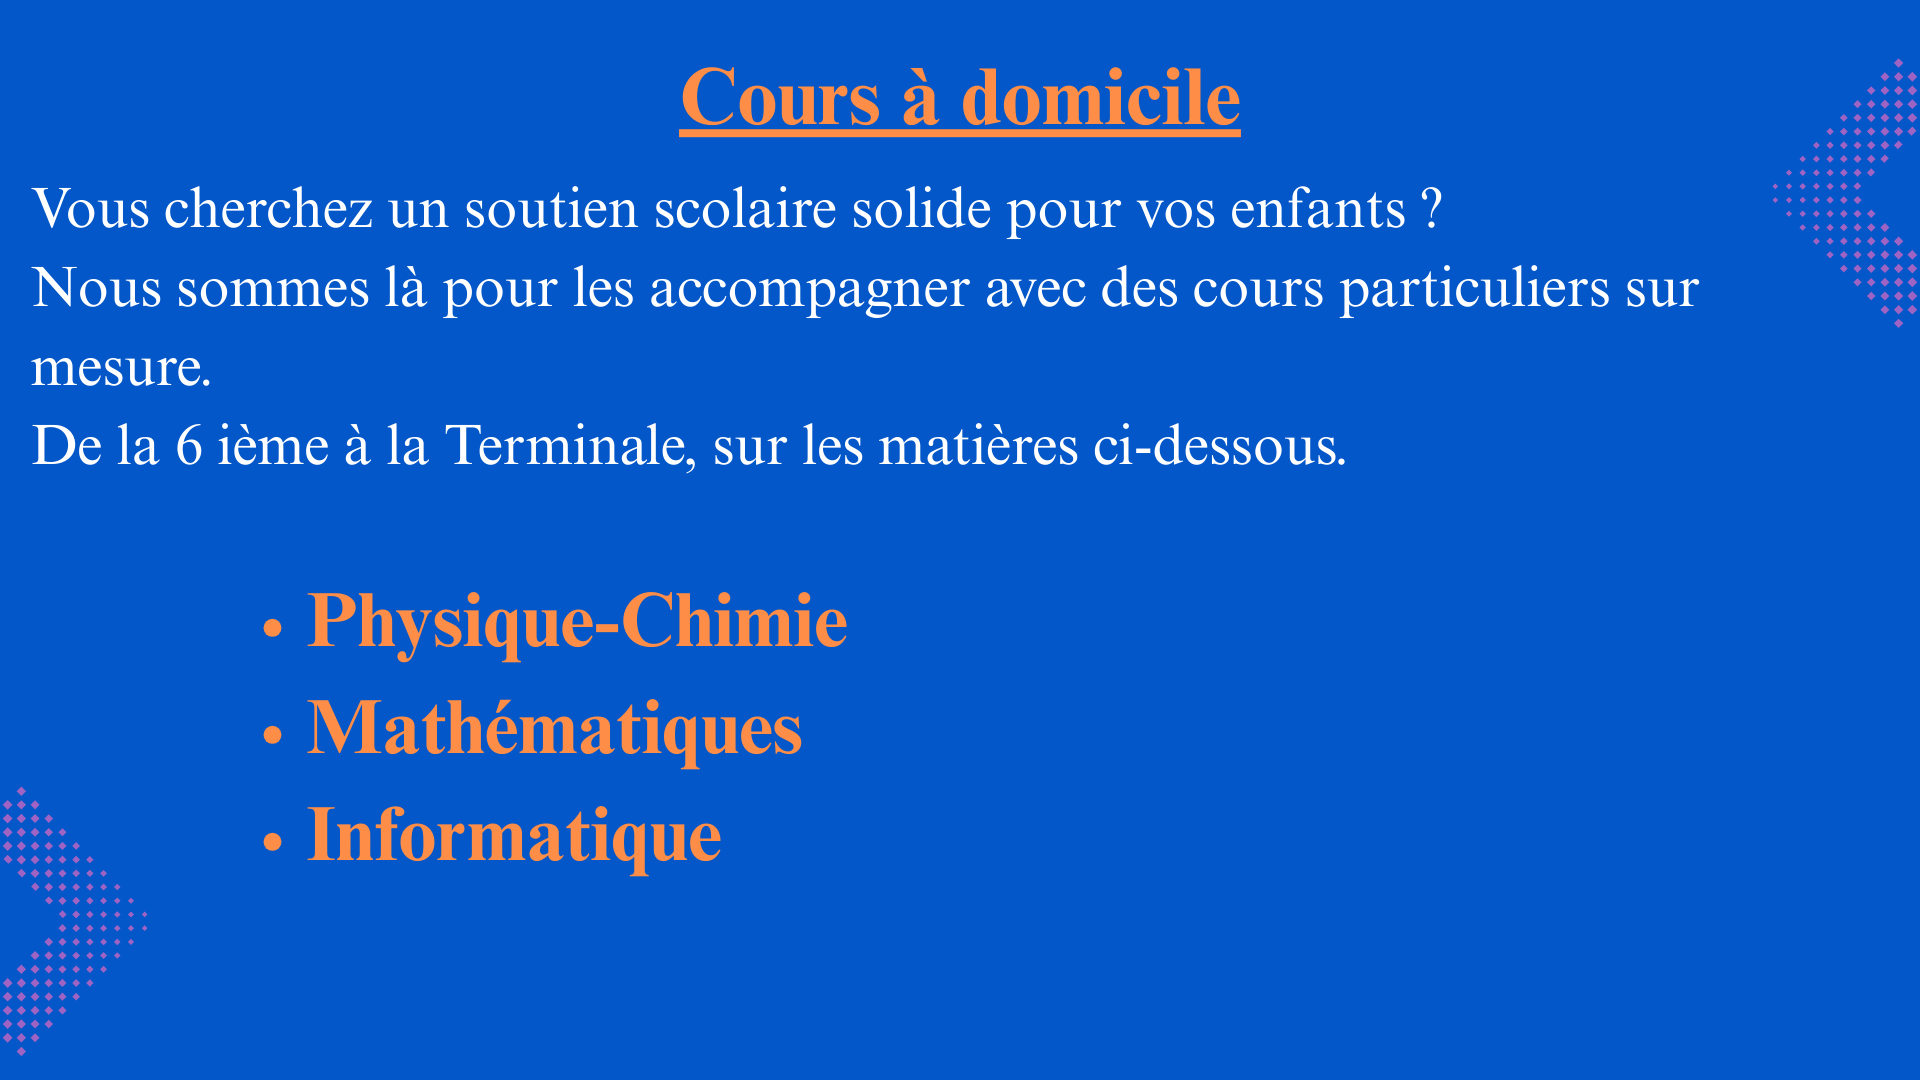 Cours à domicile
Vous cherchez un soutien scolaire solide pour vos enfants ?
Nous sommes là pour les accompagner avec des cours particuliers sur
mesure.
De la 6 ième à la Terminale, sur les matières ci-dessous.
• Physique-Chimie
• Mathématiques
• Informatique